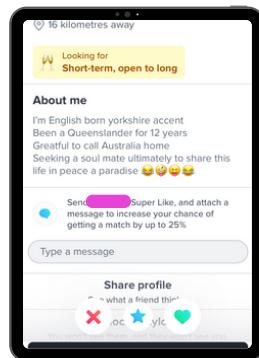 16 kilometres away
Looking for
Short-term, open to long
About me
I'm English born yorkshire accent
Been a Queenslander for 12 years
Greatful to call Australia home
Seeking a soul mate ultimately to share this
life in peace a paradise 😂🤪😄😂
Send Super Like, and attach a
message to increase your chance of
getting a match by up to 25%
Type a message
Share profile
what a friend